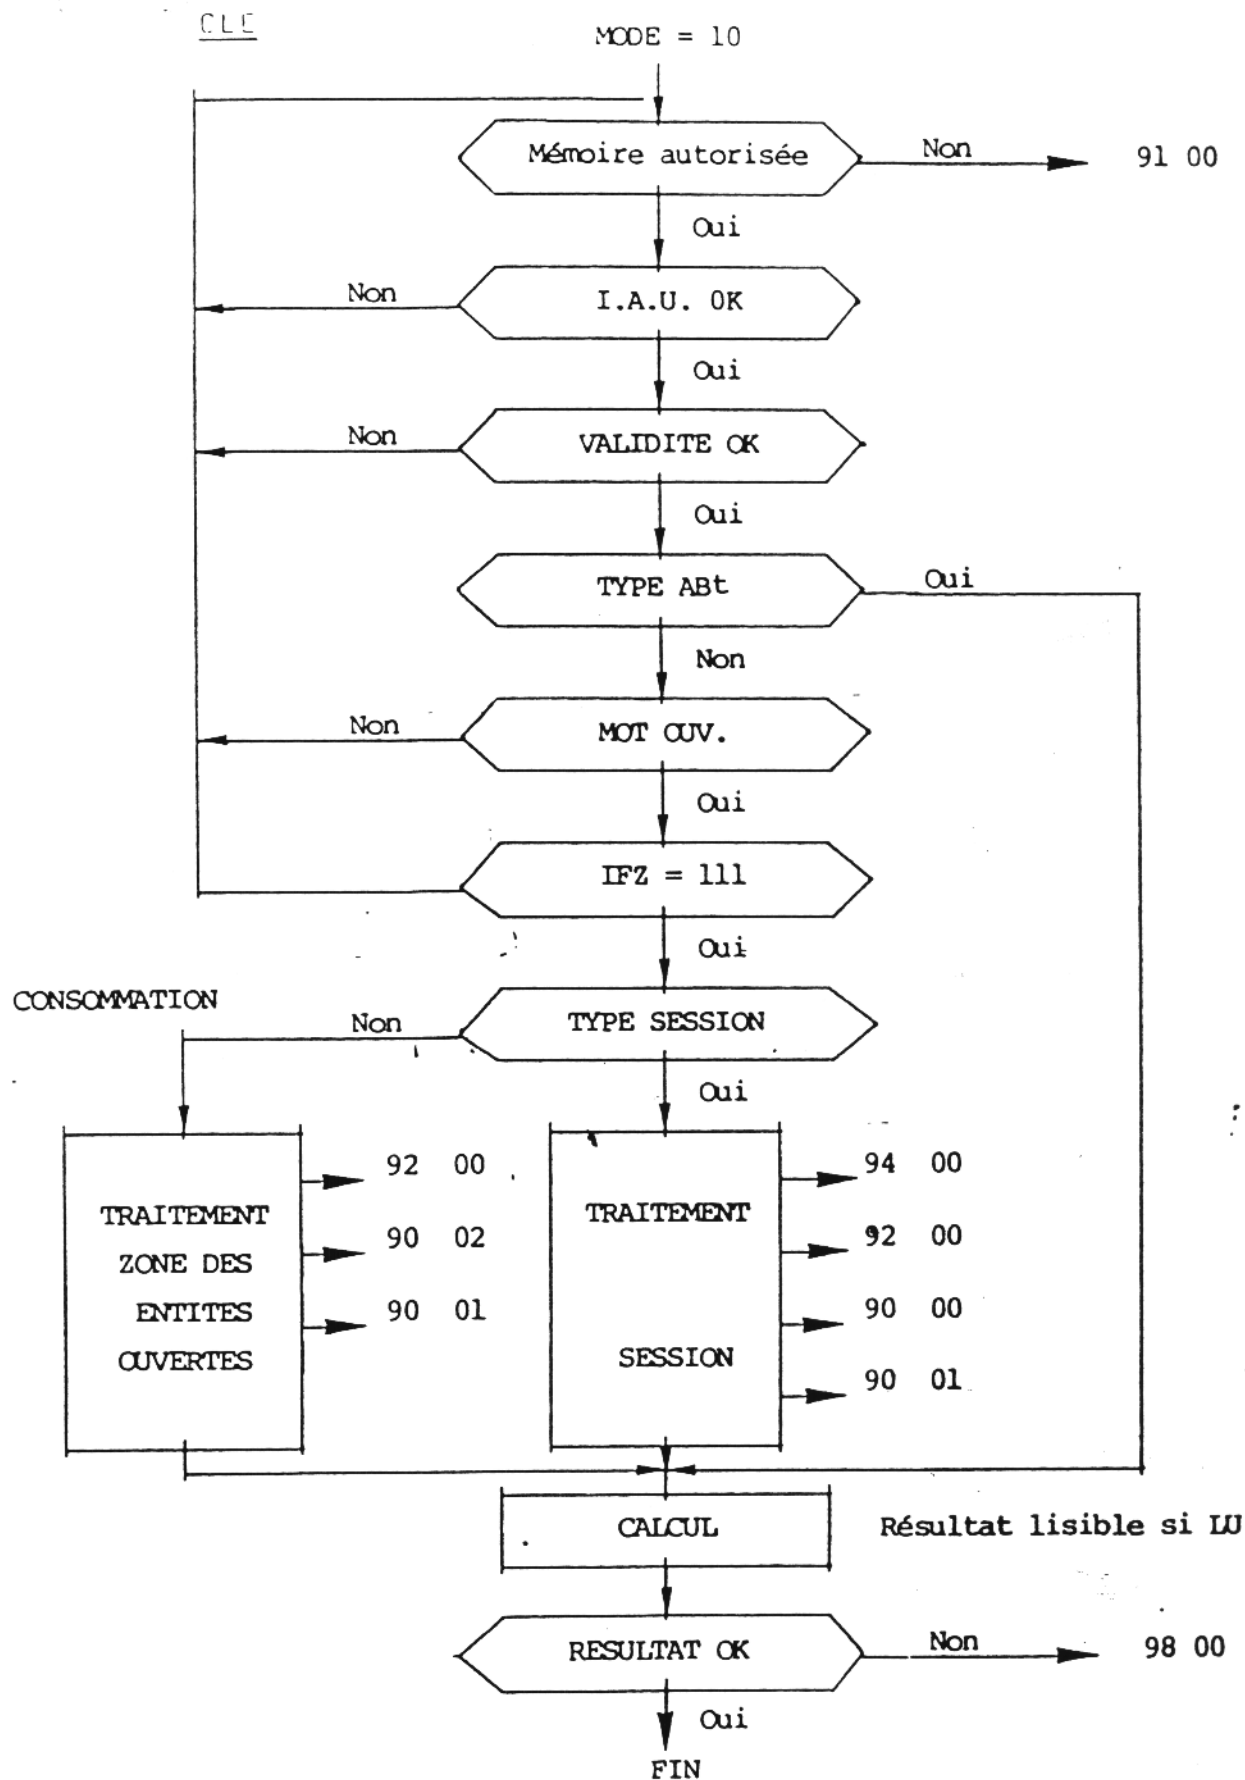 CLE
MODE = 10
Mémoire autorisée
Non
91 00
Oui
Non
I.A.U. OK
Oui
Non
VALIDITE OK
Oui
TYPE ABt
Oui
Non
Non
MOT OUV.
Oui
IFZ = 111
Oui
CONSOMMATION
Non
TYPE SESSION
Oui
92 00
90 02
90 01
TRAITEMENT
ZONE DES
ENTITES
OUVERTES
TRAITEMENT
SESSION
94 00
92 00
90 00
90 01
CALCUL
Résultat lisible si LU
RESULTAT OK
Non
98 00
Oui
FIN